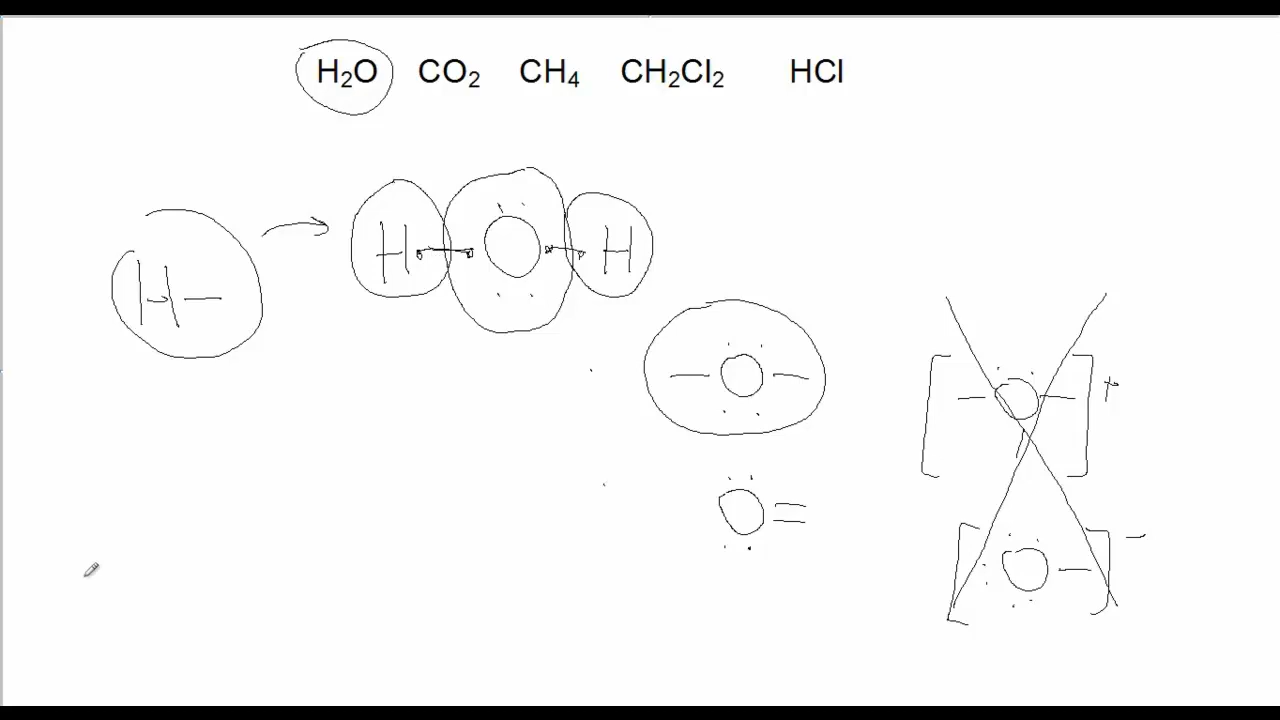 H₂O CO₂ CH₄ CH₂Cl₂ HCl
H–O–H
H–
–O–
[–O–]+
O=
[O–]–